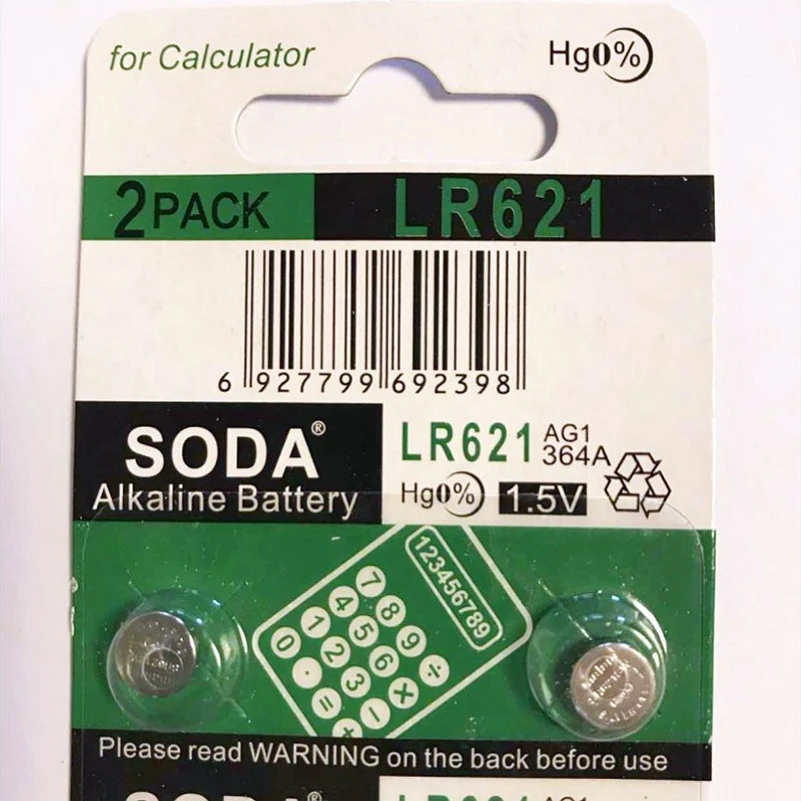 for Calculator
Hg0%
2PACK
LR621
6 927799 692398
SODA®
Alkaline Battery
LR621 AG1
364A
Hg0% 1.5V
123456789
7 8 9 ÷
4 5 6 ×
1 2 3 −
0 · = +
Please read WARNING on the back before use